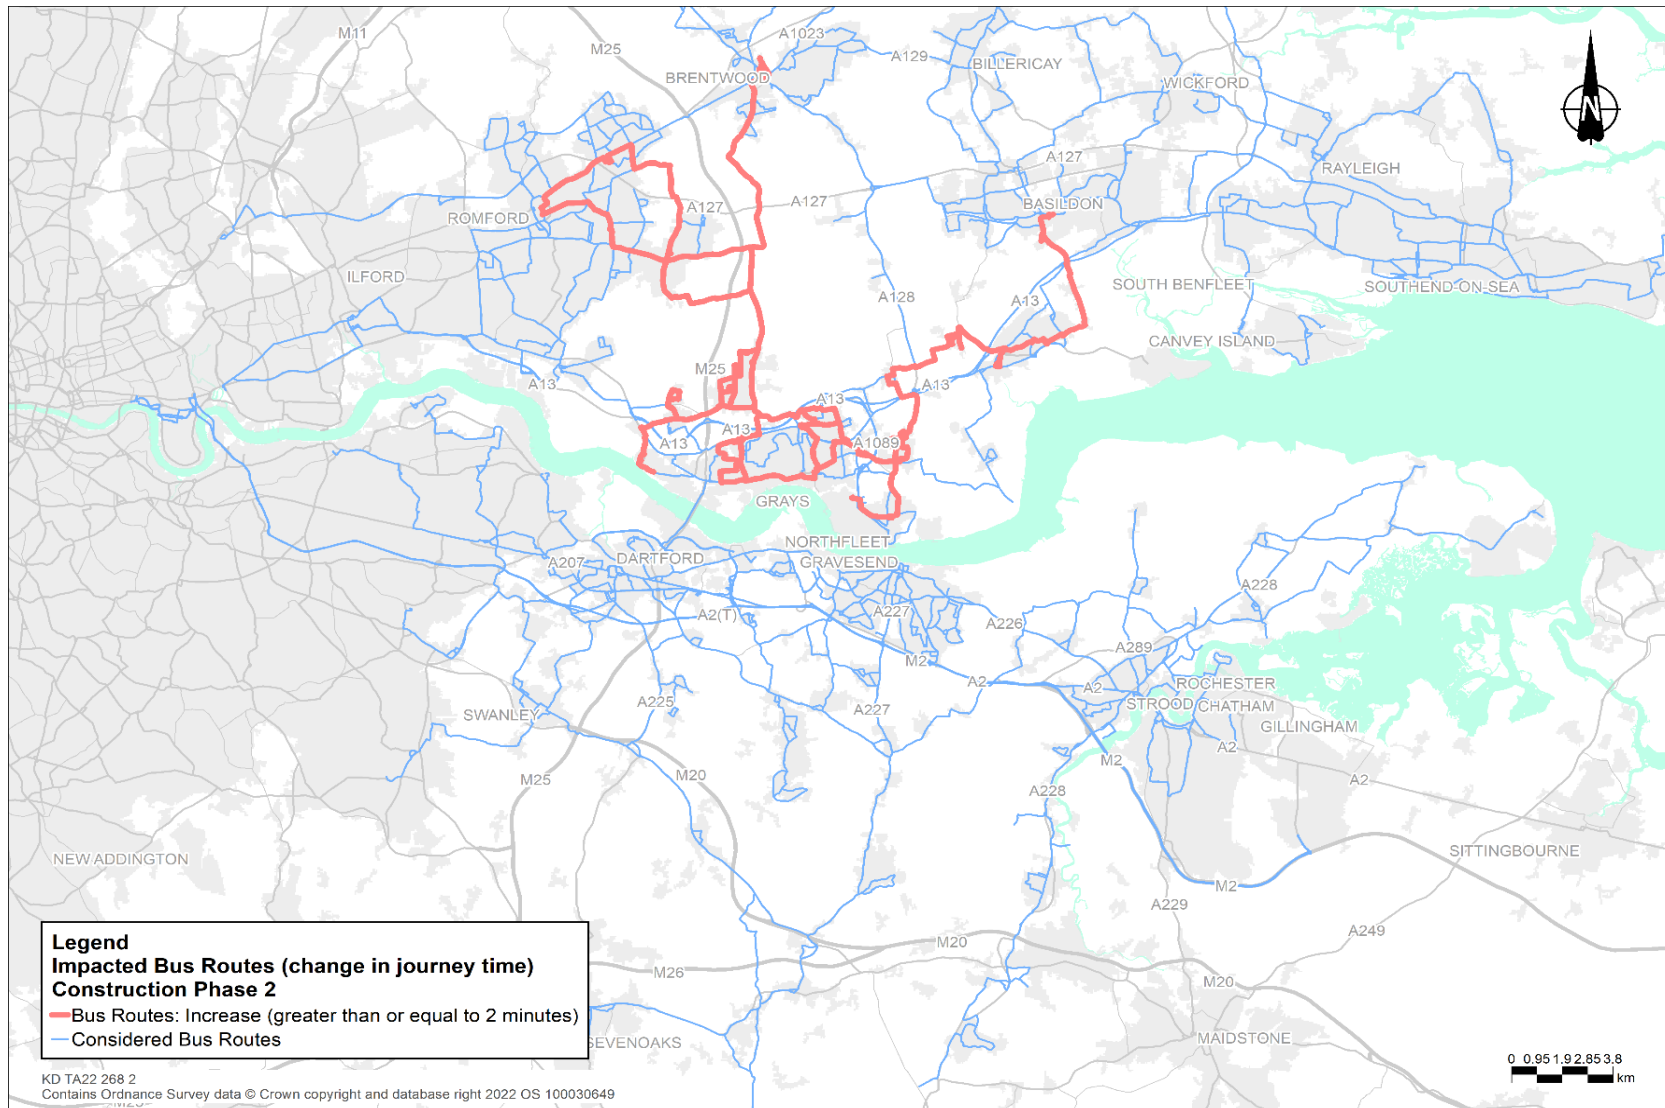 M11
M25
A1023
A129
BRENTWOOD
BILLERICAY
WICKFORD
N
A127
RAYLEIGH
ROMFORD
A127
A127
BASILDON
ILFORD
A128
A13
SOUTH BENFLEET
SOUTHEND-ON-SEA
CANVEY ISLAND
M25
A13
A13
A13
A13
A13
A1089
GRAYS
NORTHFLEET
GRAVESEND
DARTFORD
A207
A2(T)
A227
A226
A228
A289
M2
A2
A2
ROCHESTER
STROOD
CHATHAM
GILLINGHAM
SWANLEY
A225
A227
A2
M2
M25
M20
A228
A2
NEW ADDINGTON
SITTINGBOURNE
M2
A229
A249
M20
M26
M20
SEVENOAKS
MAIDSTONE
Legend
Impacted Bus Routes (change in journey time)
Construction Phase 2
Bus Routes: Increase (greater than or equal to 2 minutes)
Considered Bus Routes
0 0.95 1.9 2.85 3.8
km
KD TA22 268 2
Contains Ordnance Survey data © Crown copyright and database right 2022 OS 100030649